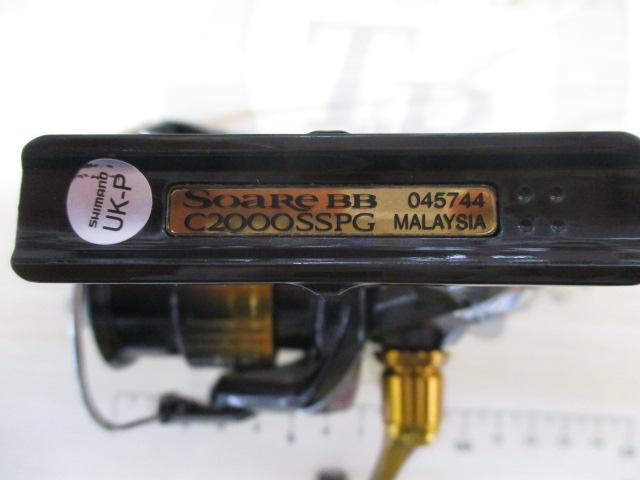 SHIMANO
UK-P
SOARE BB 045744
C2000SSPG MALAYSIA